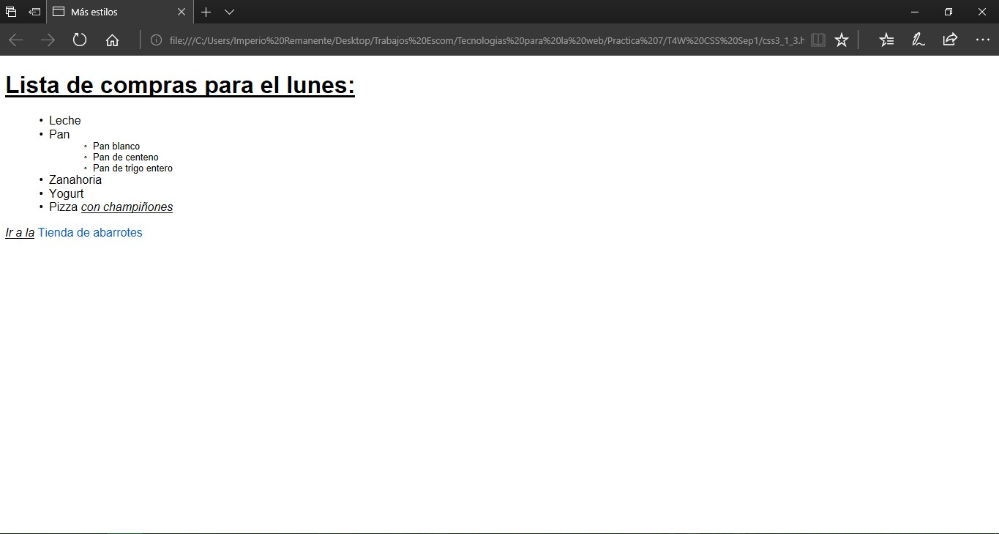 Más estilos
file:///C:/Users/Imperio%20Remanente/Desktop/Trabajos%20Escom/Tecnologias%20para%20la%20web/Practica%207/T4W%20CSS%20Sep1/css3_1_3.h
Lista de compras para el lunes:
• Leche
• Pan
◦ Pan blanco
◦ Pan de centeno
◦ Pan de trigo entero
• Zanahoria
• Yogurt
• Pizza con champiñones
Ir a la Tienda de abarrotes